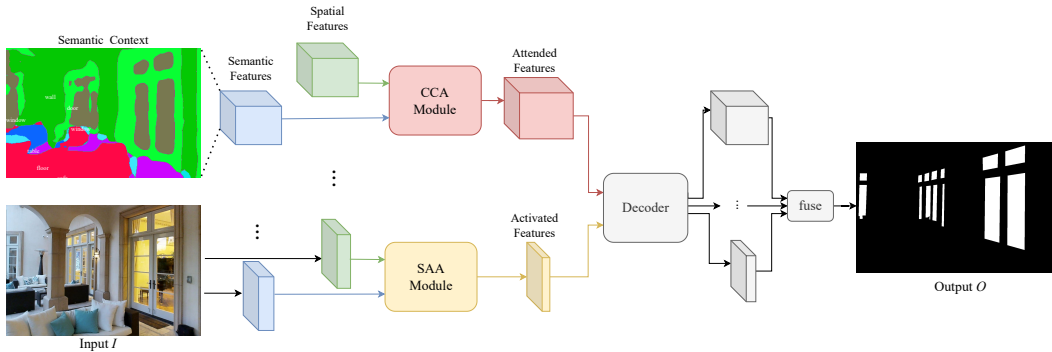 Semantic Context
wall
door
window
window
table
floor
Semantic
Features
Spatial
Features
CCA
Module
Attended
Features
Input I
SAA
Module
Activated
Features
Decoder
fuse
Output O